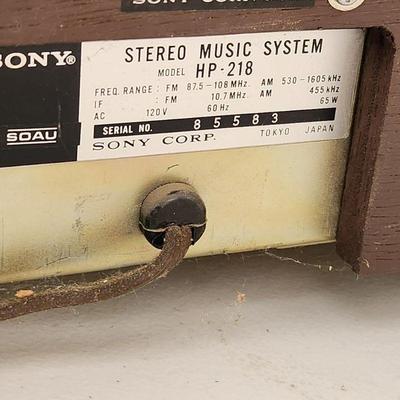 SONY CORP
SONY®
STEREO MUSIC SYSTEM
MODEL HP-218
FREQ. RANGE : FM 87.5-108 MHz. AM 530-1605 kHz
IF : FM 10.7 MHz. AM 455 kHz
AC 120V 60 Hz 65 W
SOAU
SERIAL NO. 85583
SONY CORP. TOKYO JAPAN